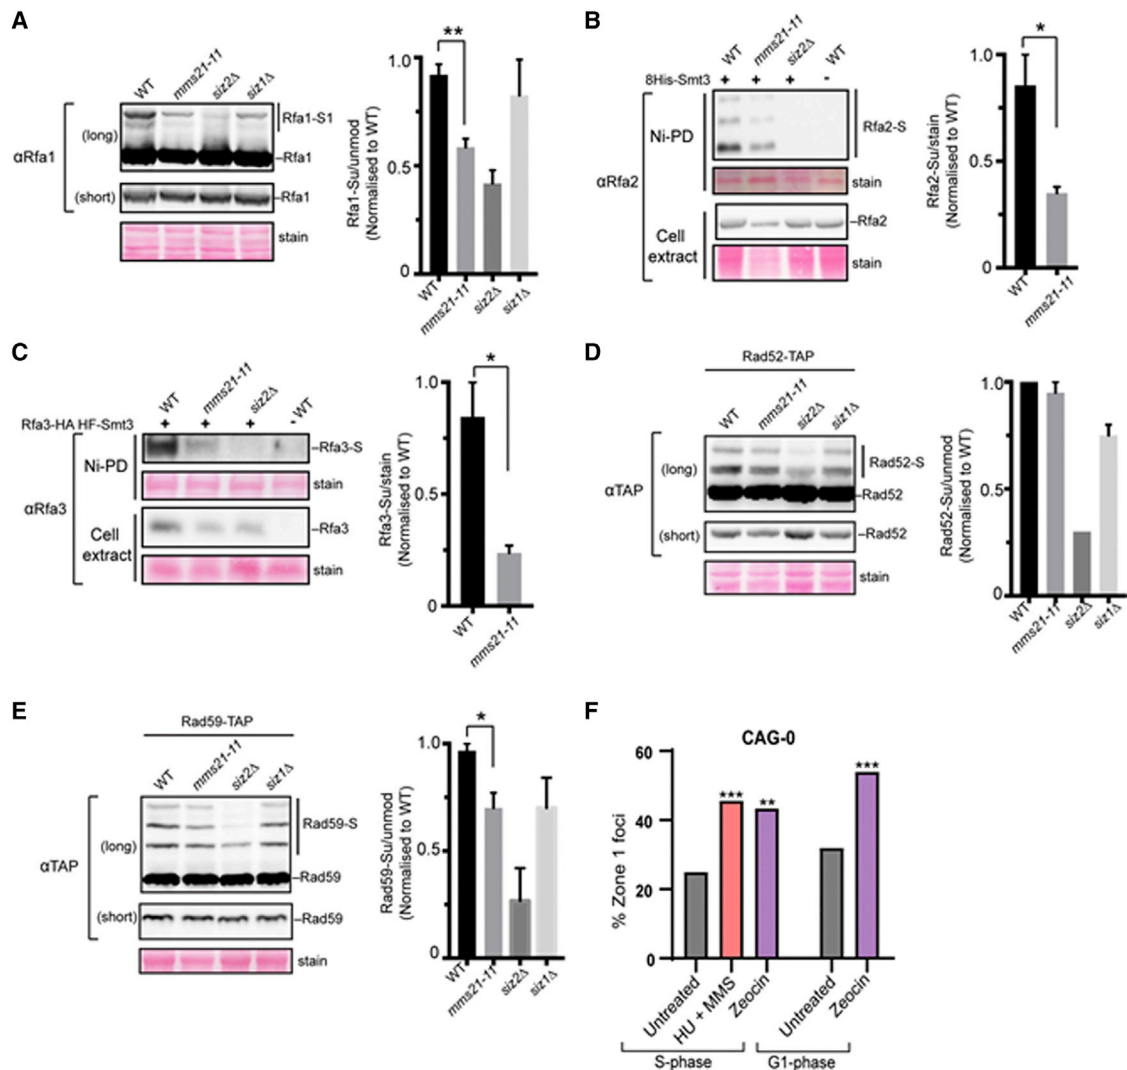 A
WT
mms21-11
siz2Δ
siz1Δ
αRfa1
(long)
Rfa1-S1
–Rfa1
(short)
–Rfa1
stain
Rfa1-Su/unmod
(Normalised to WT)
1.0
0.5
0
**
WT
mms21-11
siz2Δ
siz1Δ
B
WT
mms21-11
siz2Δ
WT
8His-Smt3
+ + + -
αRfa2
Ni-PD
Rfa2-S
stain
Cell
extract
–Rfa2
stain
Rfa2-Su/stain
(Normalised to WT)
1.0
0.5
0
*
WT
mms21-11
C
WT
mms21-11
siz2Δ
WT
Rfa3-HA HF-Smt3
+ + + -
αRfa3
Ni-PD
–Rfa3-S
stain
Cell
extract
–Rfa3
stain
Rfa3-Su/stain
(Normalised to WT)
1.0
0.5
0
*
WT
mms21-11
D
Rad52-TAP
WT
mms21-11
siz2Δ
siz1Δ
αTAP
(long)
Rad52-S
–Rad52
(short)
–Rad52
stain
Rad52-Su/unmod
(Normalised to WT)
1.0
0.5
0
WT
mms21-11
siz2Δ
siz1Δ
E
Rad59-TAP
WT
mms21-11
siz2Δ
siz1Δ
αTAP
(long)
Rad59-S
–Rad59
(short)
–Rad59
stain
Rad59-Su/unmod
(Normalised to WT)
1.0
0.5
0
*
WT
mms21-11
siz2Δ
siz1Δ
F
CAG-0
% Zone 1 foci
60
40
20
0
***
**
***
Untreated
HU + MMS
Zeocin
Untreated
Zeocin
S-phase
G1-phase